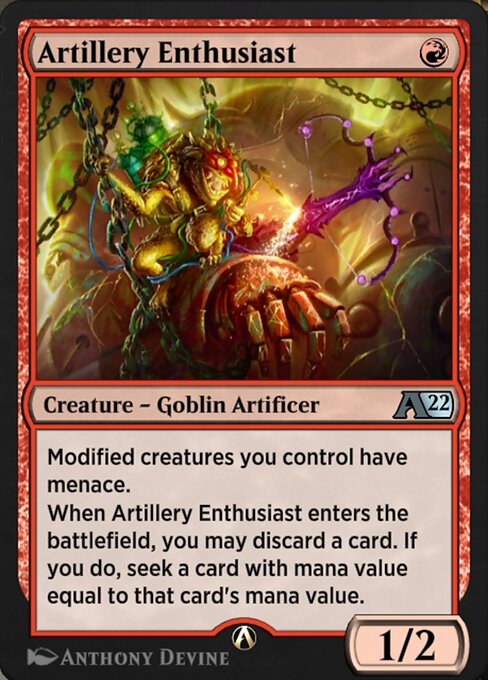 Artillery Enthusiast
Creature – Goblin Artificer
A22
Modified creatures you control have
menace.
When Artillery Enthusiast enters the
battlefield, you may discard a card. If
you do, seek a card with mana value
equal to that card's mana value.
1/2
Anthony Devine